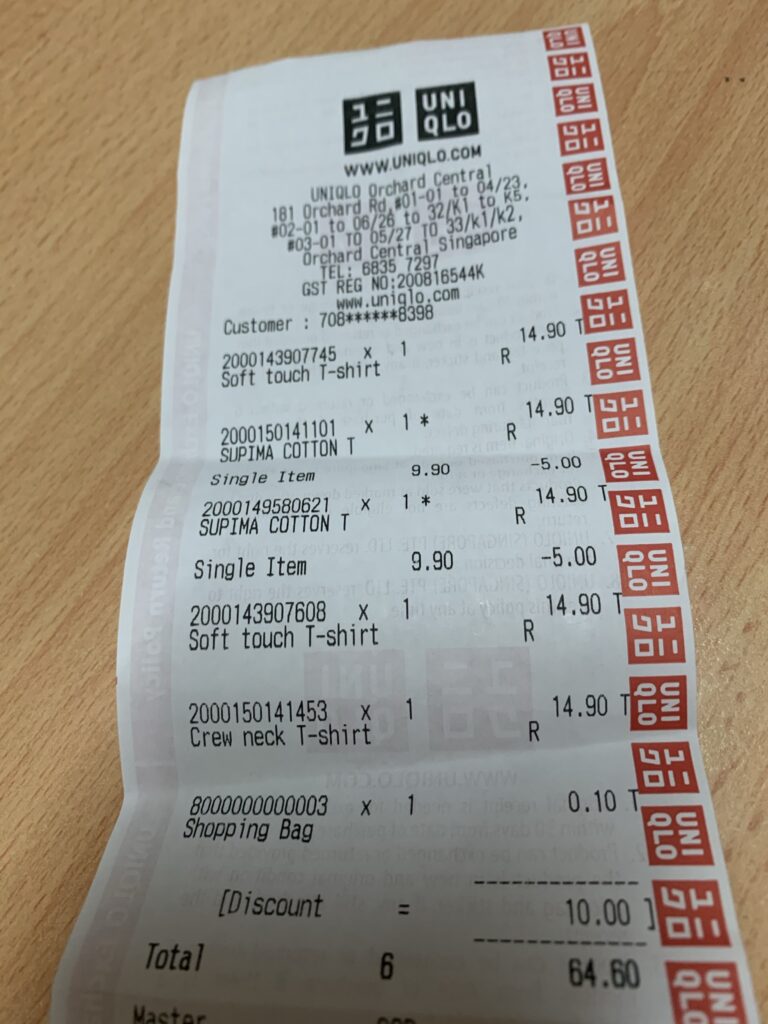 ユニ UNI
クロ QLO
WWW.UNIQLO.COM
UNIQLO Orchard Central
181 Orchard Rd,#01-01 to 04/23,
#02-01 to 06/26 to 32/K1 to K5,
#03-01 TO 05/27 TO 33/k1/k2,
Orchard Central Singapore
TEL: 6835 7297
GST REG NO:200816544K
www.uniqlo.com
Customer : 708******8398
2000143907745 x 1 14.90 T
Soft touch T-shirt R
2000150141101 x 1 * 14.90 T
SUPIMA COTTON T R
Single Item 9.90 -5.00
2000149580621 x 1 * 14.90 T
SUPIMA COTTON T R
Single Item 9.90 -5.00
2000143907608 x 1 14.90 T
Soft touch T-shirt R
2000150141453 x 1 14.90 T
Crew neck T-shirt R
8000000000003 x 1 0.10 T
Shopping Bag
[Discount = 10.00 ]
Total 6 64.60
Master